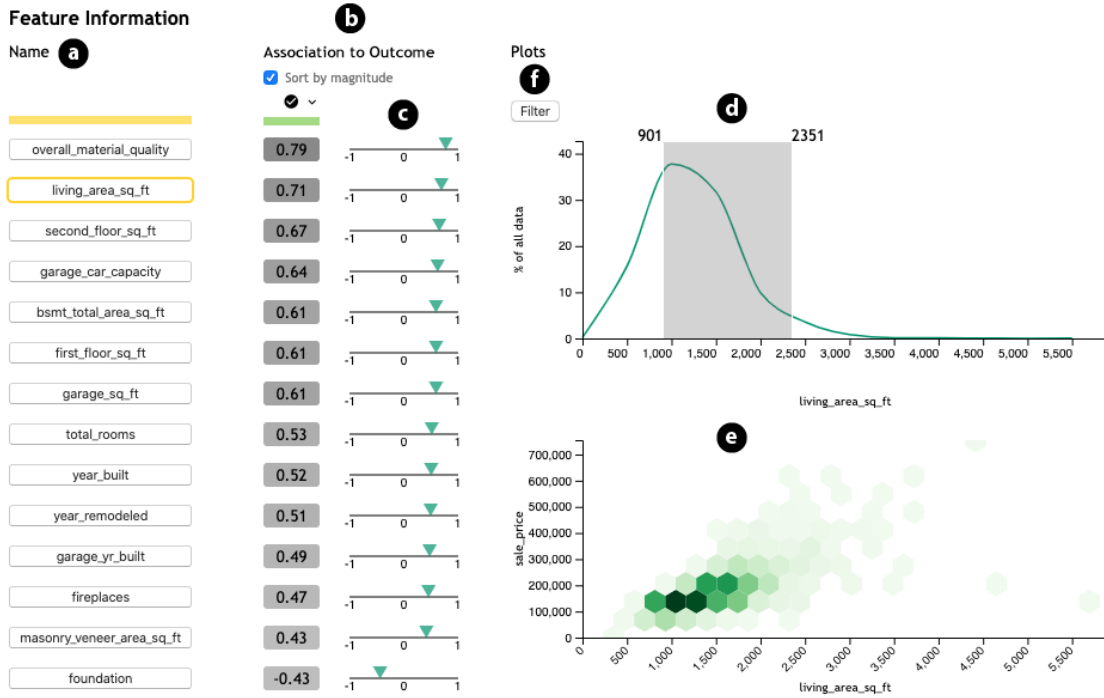 Feature Information
b
Name a
Association to Outcome
Plots
Sort by magnitude
f
Filter
c
d
overall_material_quality 0.79 -1 0 1
living_area_sq_ft 0.71 -1 0 1
second_floor_sq_ft 0.67 -1 0 1
garage_car_capacity 0.64 -1 0 1
bsmt_total_area_sq_ft 0.61 -1 0 1
first_floor_sq_ft 0.61 -1 0 1
garage_sq_ft 0.61 -1 0 1
total_rooms 0.53 -1 0 1
year_built 0.52 -1 0 1
year_remodeled 0.51 -1 0 1
garage_yr_built 0.49 -1 0 1
fireplaces 0.47 -1 0 1
masonry_veneer_area_sq_ft 0.43 -1 0 1
foundation -0.43 -1 0 1
901 2351
40
30
20
10
0
% of all data
0 500 1,000 1,500 2,000 2,500 3,000 3,500 4,000 4,500 5,000 5,500
living_area_sq_ft
e
700,000
600,000
500,000
400,000
300,000
200,000
100,000
0
sale_price
0 500 1,000 1,500 2,000 2,500 3,000 3,500 4,000 4,500 5,000 5,500
living_area_sq_ft